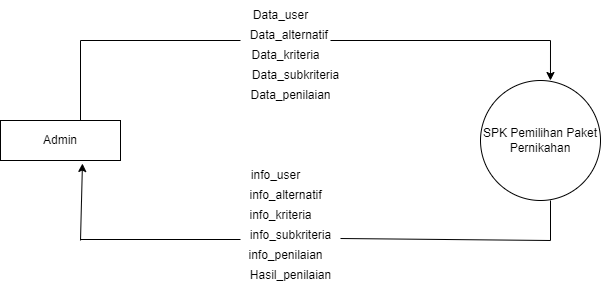 Data_user
Data_alternatif
Data_kriteria
Data_subkriteria
Data_penilaian
Admin
SPK Pemilihan Paket
Pernikahan
info_user
info_alternatif
info_kriteria
info_subkriteria
info_penilaian
Hasil_penilaian